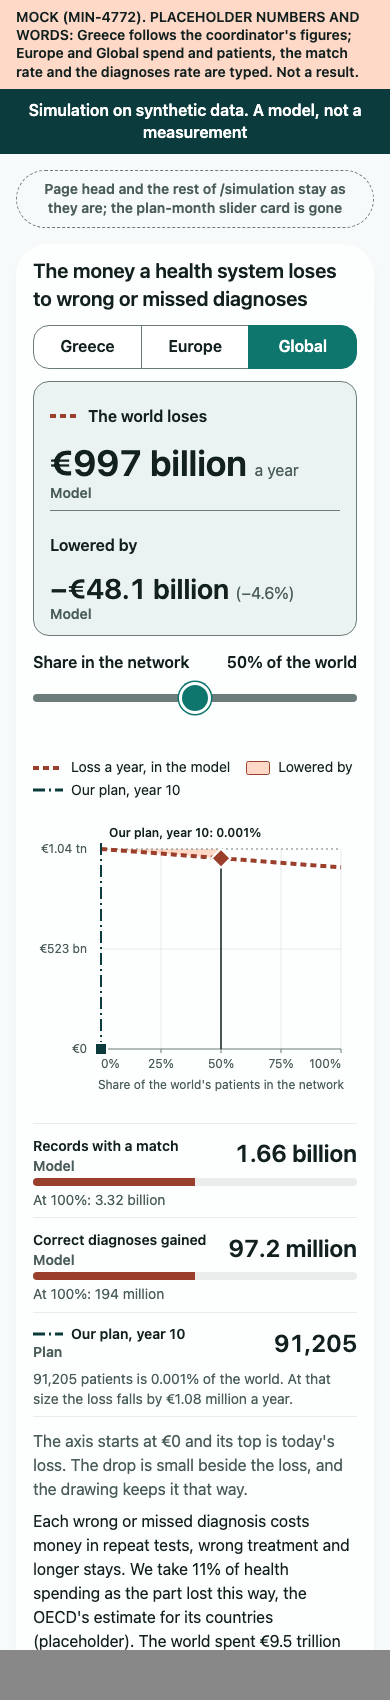 MOCK (MIN-4772). PLACEHOLDER NUMBERS AND
WORDS: Greece follows the coordinator's figures;
Europe and Global spend and patients, the match
rate and the diagnoses rate are typed. Not a result.
Simulation on synthetic data. A model, not a
measurement
Page head and the rest of /simulation stay as
they are; the plan-month slider card is gone
The money a health system loses
to wrong or missed diagnoses
Greece Europe Global
The world loses
€997 billion a year
Model
Lowered by
−€48.1 billion (−4.6%)
Model
Share in the network 50% of the world
Loss a year, in the model Lowered by
Our plan, year 10
Our plan, year 10: 0.001%
€1.04 tn
€523 bn
€0
0% 25% 50% 75% 100%
Share of the world's patients in the network
Records with a match 1.66 billion
Model
At 100%: 3.32 billion
Correct diagnoses gained 97.2 million
Model
At 100%: 194 million
Our plan, year 10 91,205
Plan
91,205 patients is 0.001% of the world. At that
size the loss falls by €1.08 million a year.
The axis starts at €0 and its top is today's
loss. The drop is small beside the loss, and
the drawing keeps it that way.
Each wrong or missed diagnosis costs
money in repeat tests, wrong treatment and
longer stays. We take 11% of health
spending as the part lost this way, the
OECD's estimate for its countries
(placeholder). The world spent €9.5 trillion